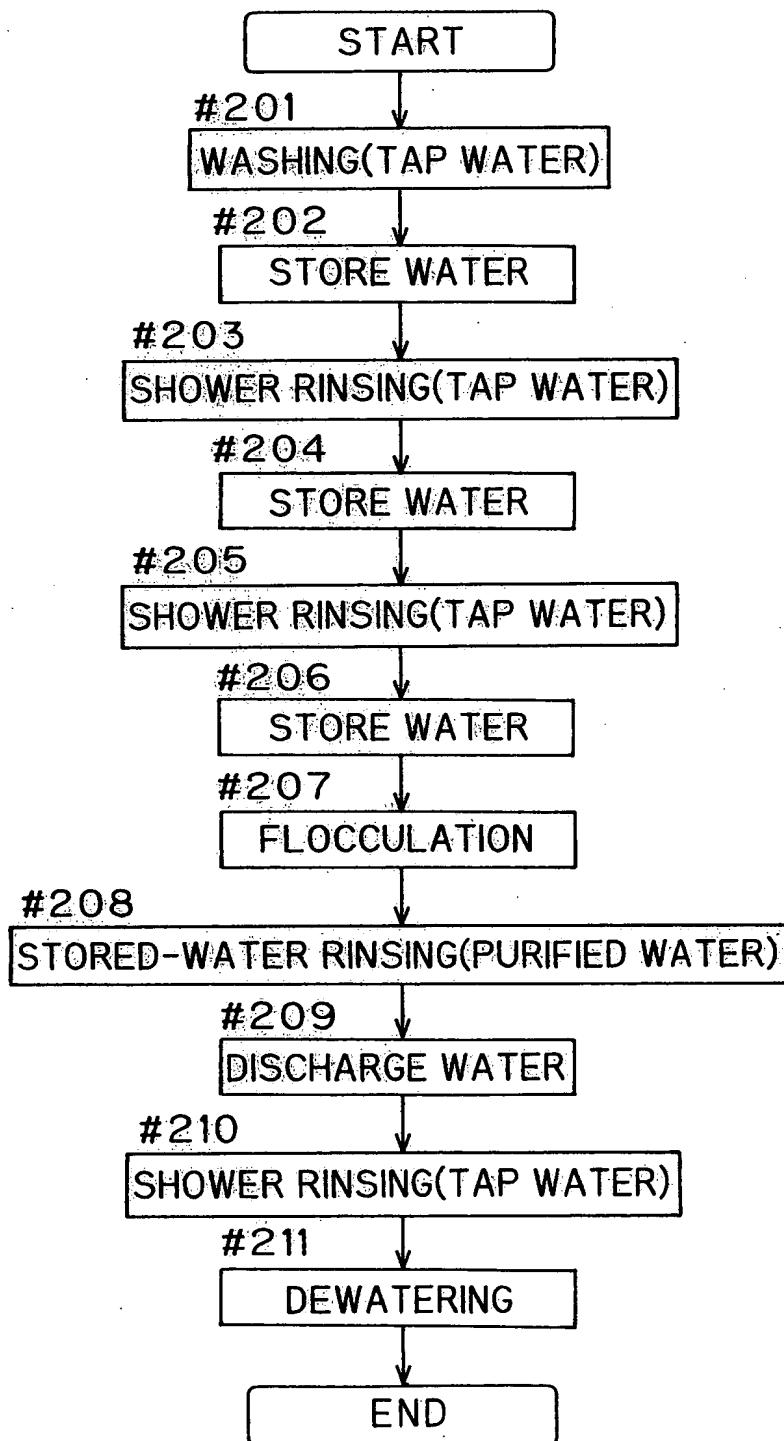 START
#201
WASHING(TAP WATER)
#202
STORE WATER
#203
SHOWER RINSING(TAP WATER)
#204
STORE WATER
#205
SHOWER RINSING(TAP WATER)
#206
STORE WATER
#207
FLOCCULATION
#208
STORED-WATER RINSING(PURIFIED WATER)
#209
DISCHARGE WATER
#210
SHOWER RINSING(TAP WATER)
#211
DEWATERING
END